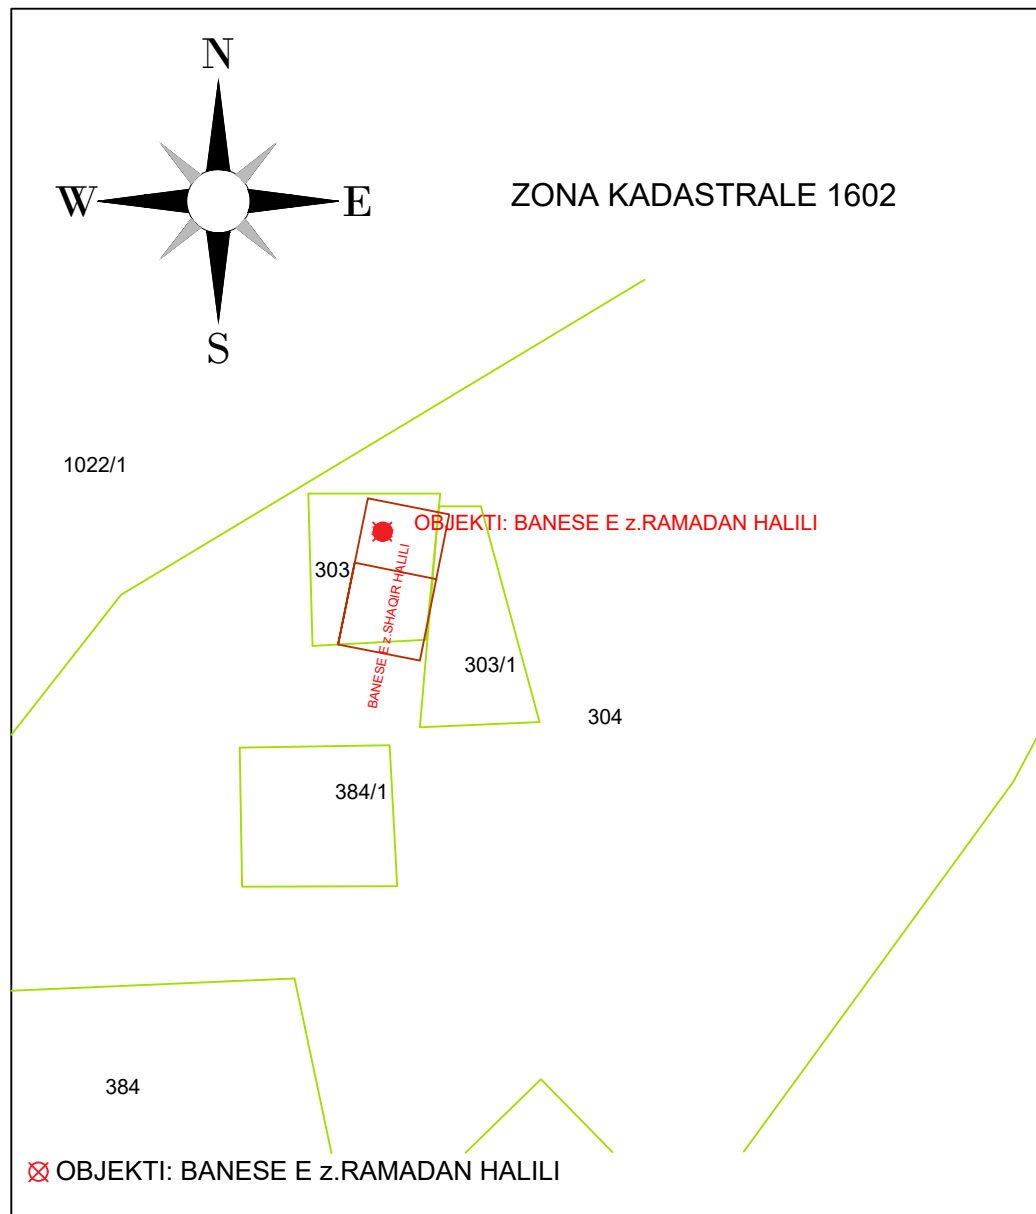 N
W
E
S
ZONA KADASTRALE 1602
1022/1
OBJEKTI: BANESE E z.RAMADAN HALILI
303
BANESE E z.SHAQIR HALILI
303/1
304
384/1
384
OBJEKTI: BANESE E z.RAMADAN HALILI